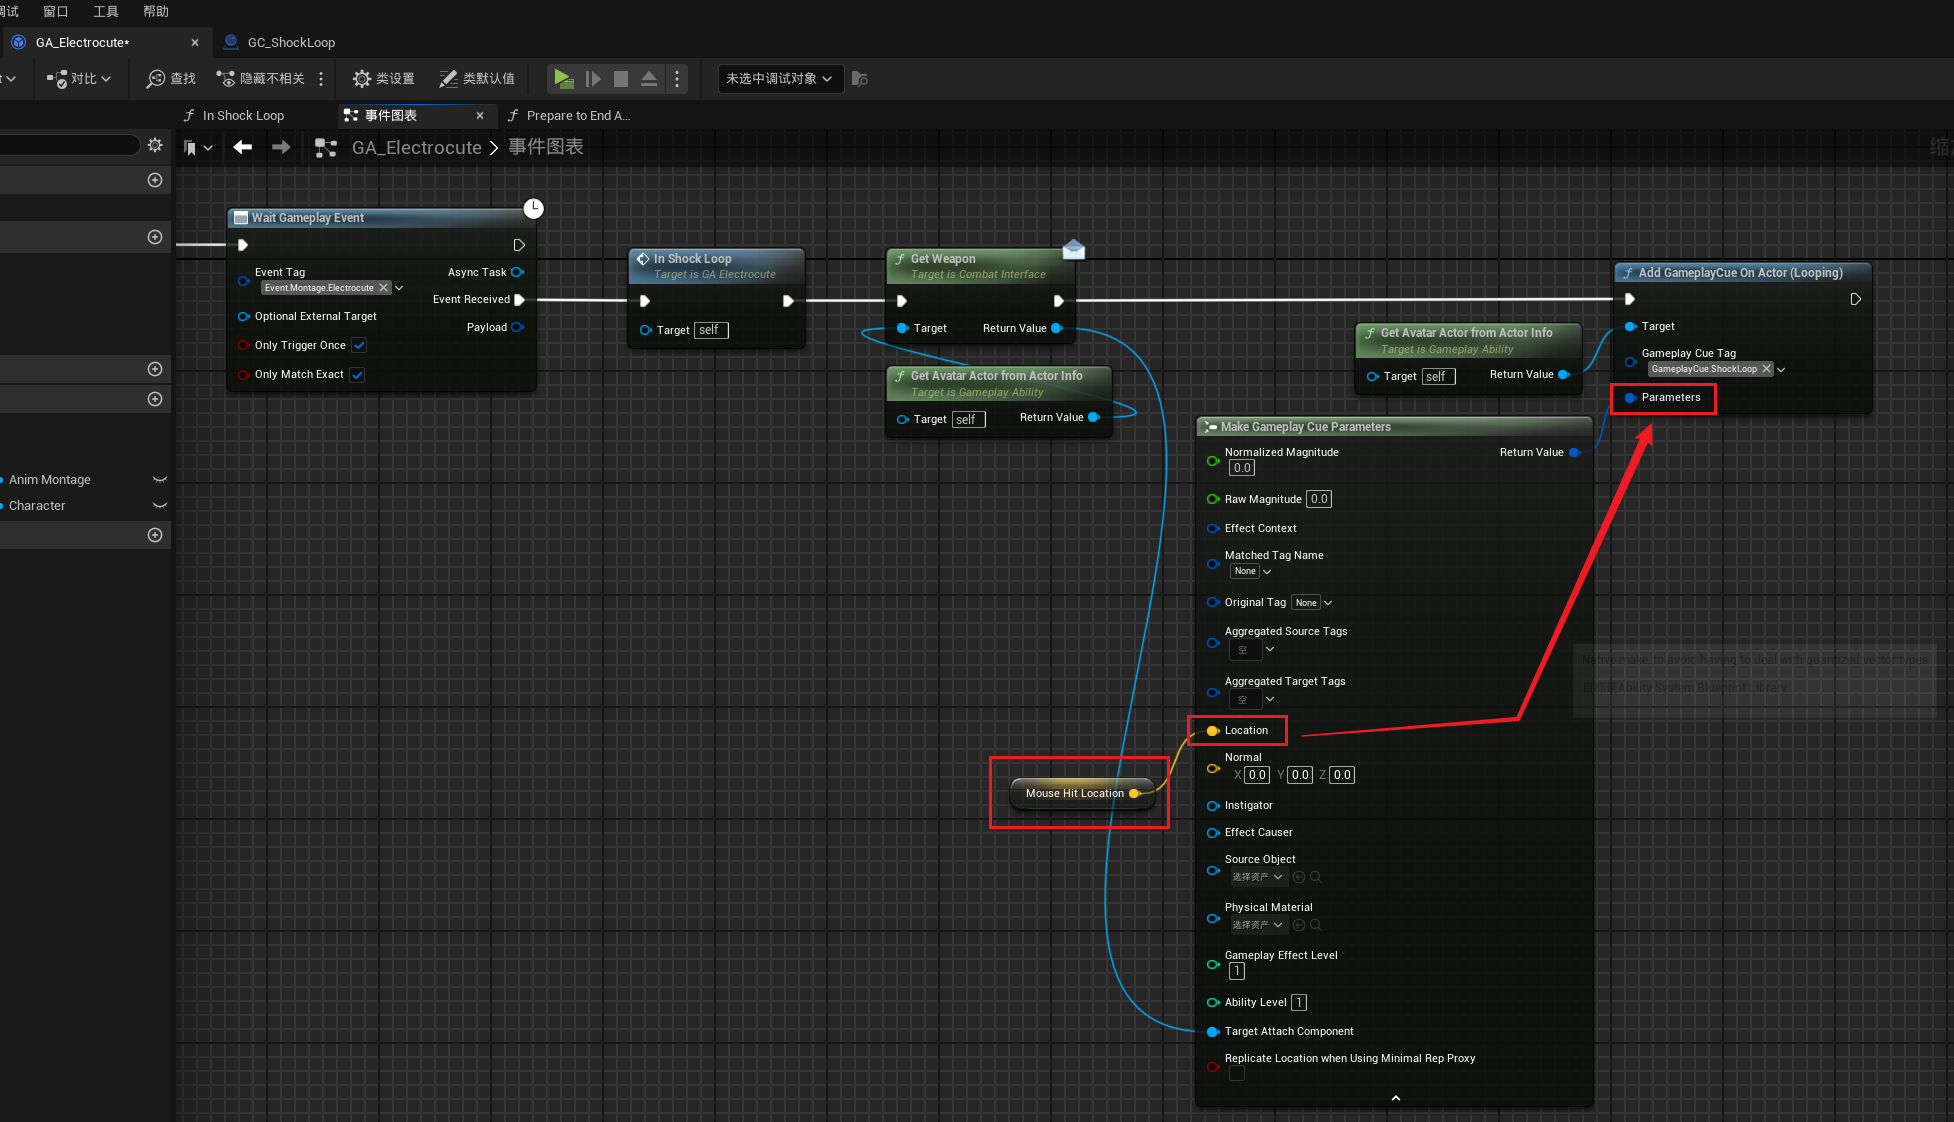 窗口 工具 帮助
GA_Electrocute*
GC_ShockLoop
对比
查找
隐藏不相关
类设置
类默认值
未选中调试对象
In Shock Loop
事件图表
Prepare to End A...
GA_Electrocute > 事件图表
Anim Montage
Character
Wait Gameplay Event
Event Tag
Event.Montage.Electrocute
Optional External Target
Only Trigger Once
Only Match Exact
Async Task
Event Received
Payload
In Shock Loop
Target is GA Electrocute
Target self
Get Weapon
Target is Combat Interface
Target
Return Value
Get Avatar Actor from Actor Info
Target is Gameplay Ability
Target self
Return Value
Get Avatar Actor from Actor Info
Target is Gameplay Ability
Target self
Return Value
Add GameplayCue On Actor (Looping)
Target
Gameplay Cue Tag
GameplayCue.ShockLoop
Parameters
Make Gameplay Cue Parameters
Return Value
Normalized Magnitude
0.0
Raw Magnitude 0.0
Effect Context
Matched Tag Name
None
Original Tag None
Aggregated Source Tags
空
Aggregated Target Tags
空
Location
Normal
X 0.0 Y 0.0 Z 0.0
Instigator
Effect Causer
Source Object
选择资产
Physical Material
选择资产
Gameplay Effect Level
1
Ability Level 1
Target Attach Component
Replicate Location when Using Minimal Rep Proxy
Mouse Hit Location
Native make, to avoid having to deal with quantized vector types
目标是Ability System Blueprint Library